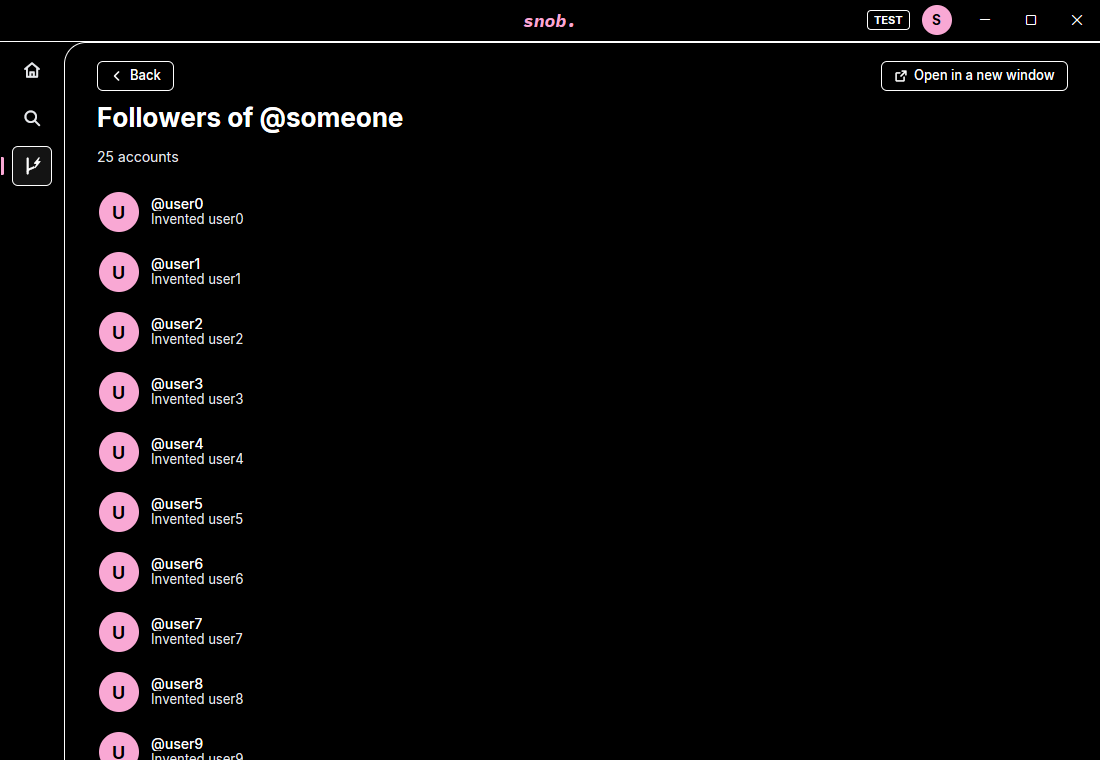 snob.
TEST
S
Back
Open in a new window
Followers of @someone
25 accounts
U
@user0
Invented user0
U
@user1
Invented user1
U
@user2
Invented user2
U
@user3
Invented user3
U
@user4
Invented user4
U
@user5
Invented user5
U
@user6
Invented user6
U
@user7
Invented user7
U
@user8
Invented user8
U
@user9
Invented user9